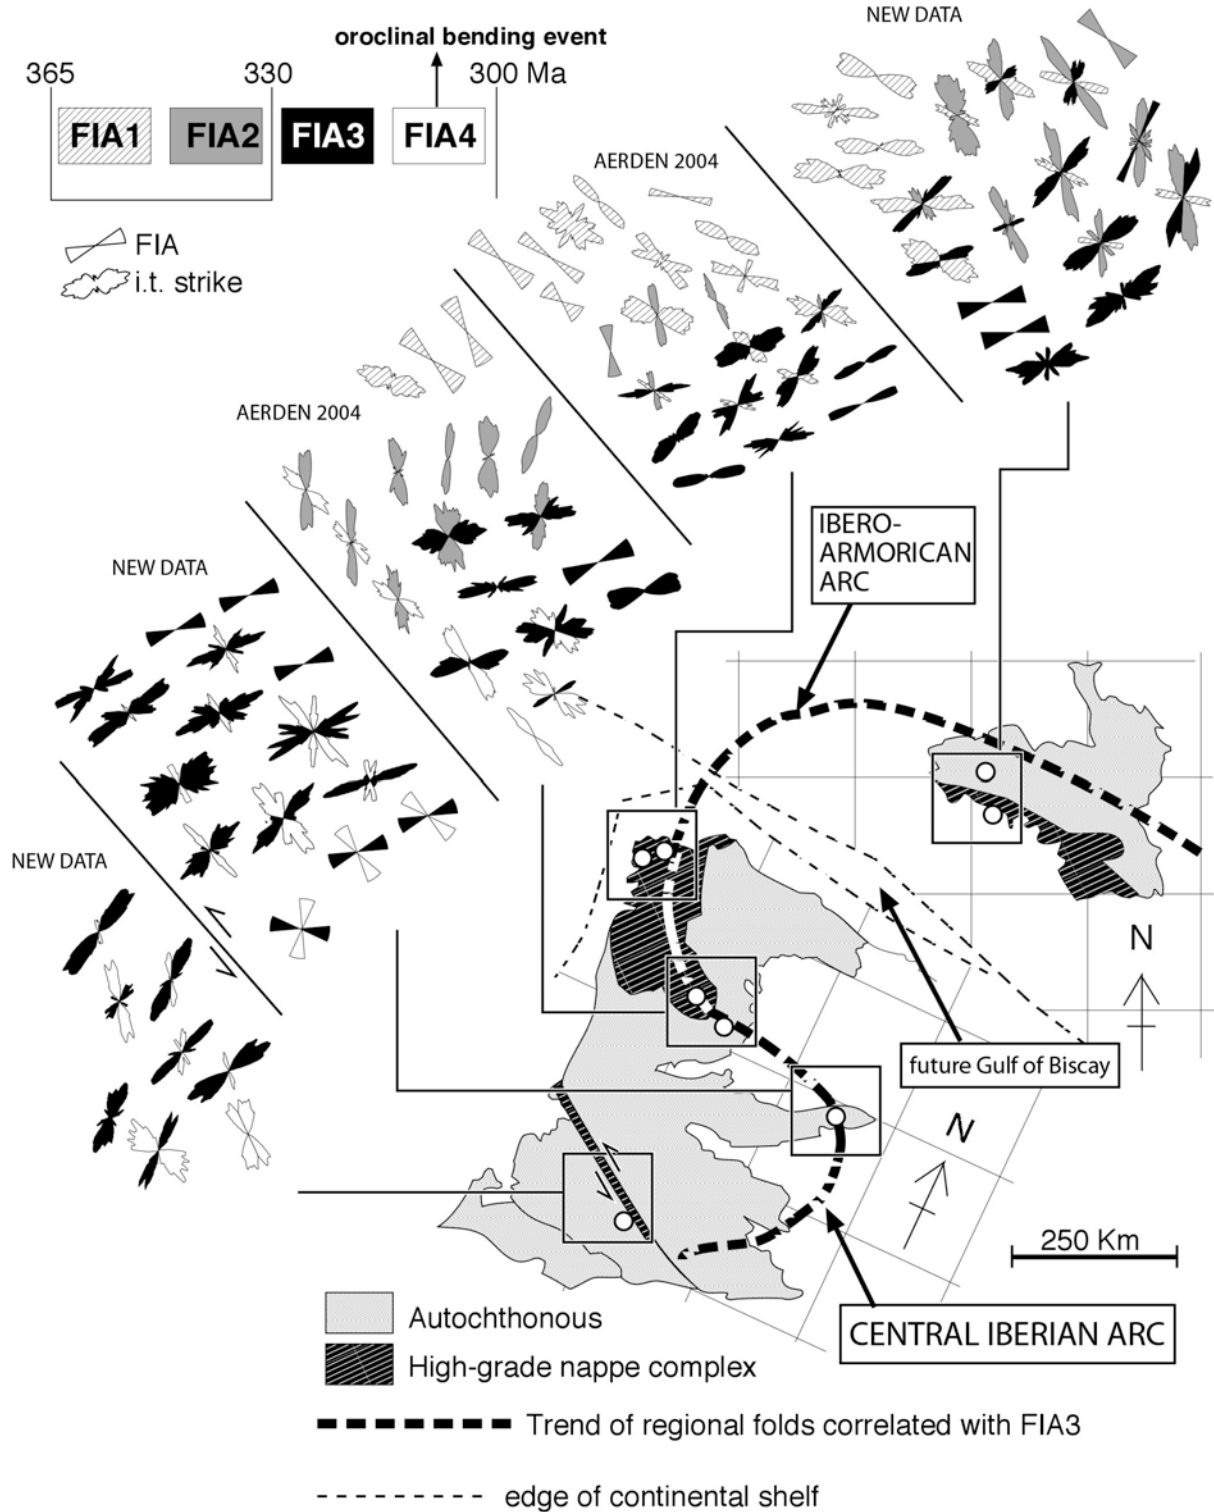 NEW DATA
oroclinal bending event
365
330
300 Ma
FIA1
FIA2
FIA3
FIA4
AERDEN 2004
FIA
i.t. strike
AERDEN 2004
IBERO-
ARMORICAN
ARC
NEW DATA
NEW DATA
N
future Gulf of Biscay
N
250 Km
CENTRAL IBERIAN ARC
Autochthonous
High-grade nappe complex
Trend of regional folds correlated with FIA3
edge of continental shelf